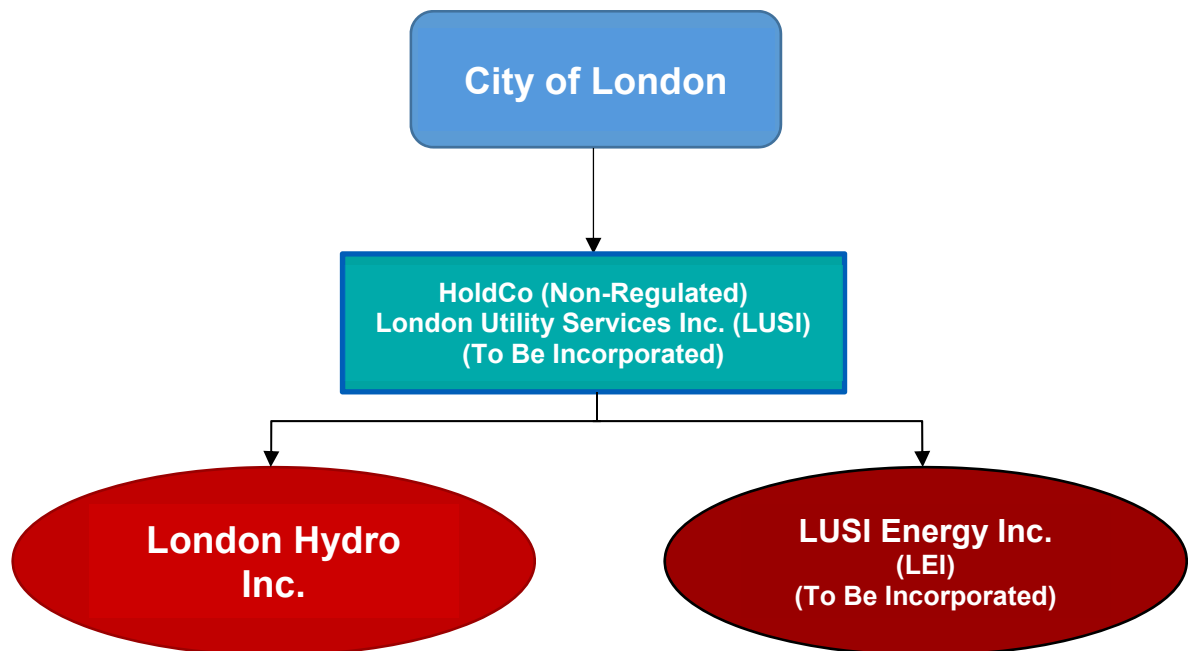 City of London
HoldCo (Non-Regulated)
London Utility Services Inc. (LUSI)
(To Be Incorporated)
London Hydro
Inc.
LUSI Energy Inc.
(LEI)
(To Be Incorporated)